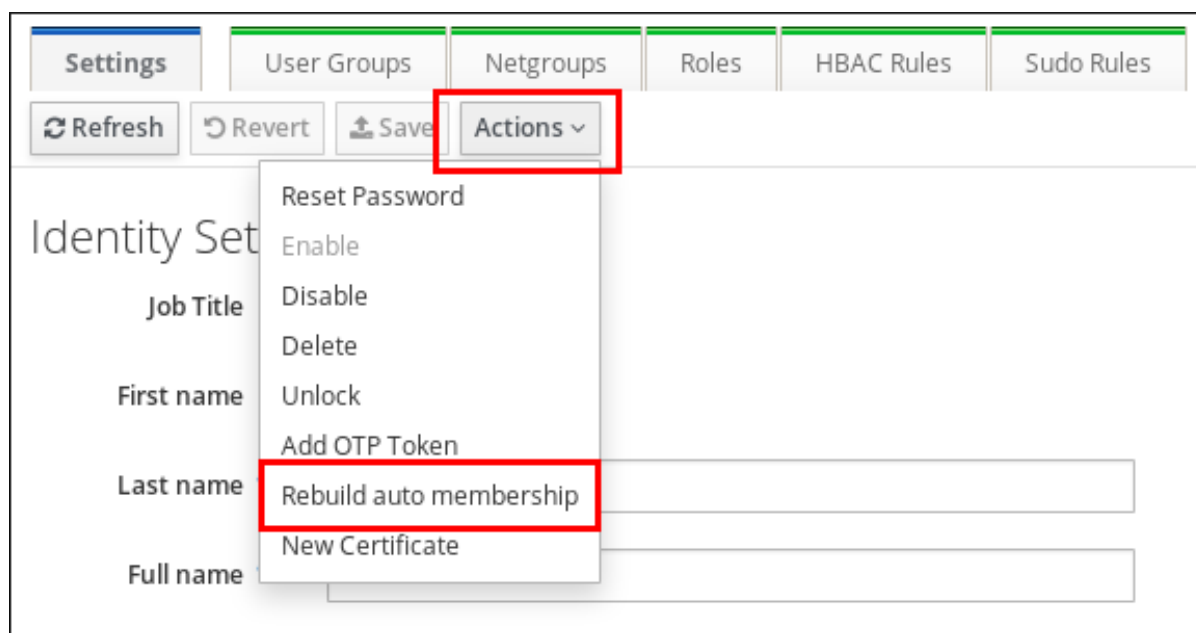 Settings User Groups Netgroups Roles HBAC Rules Sudo Rules
Refresh Revert Save Actions
Reset Password
Identity Set
Enable
Job Title
Disable
Delete
First name
Unlock
Add OTP Token
Last name
Rebuild auto membership
New Certificate
Full name